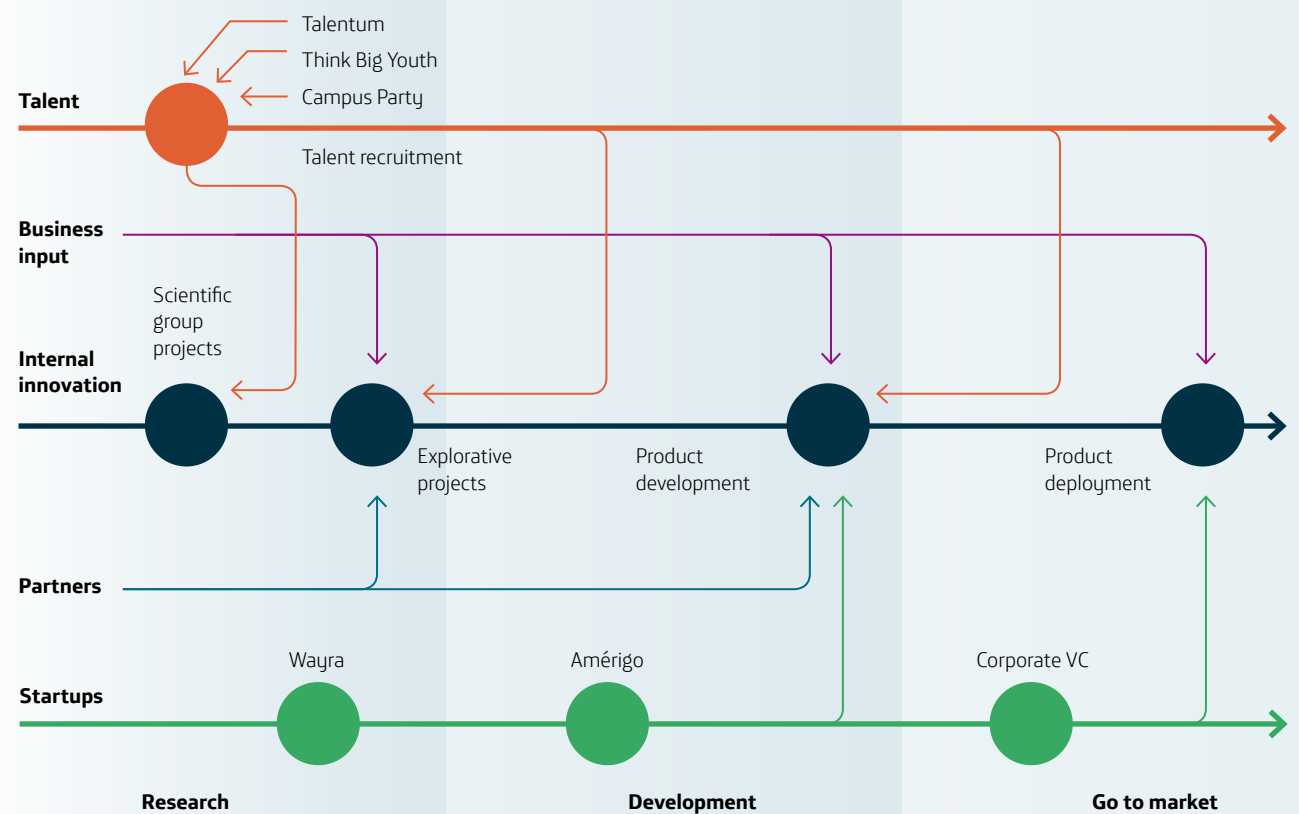 Talentum
Think Big Youth
Talent
Campus Party
Talent recruitment
Business
input
Scientific
group
projects
Internal
innovation
Explorative
projects
Product
development
Product
deployment
Partners
Wayra
Amérigo
Corporate VC
Startups
Research
Development
Go to market